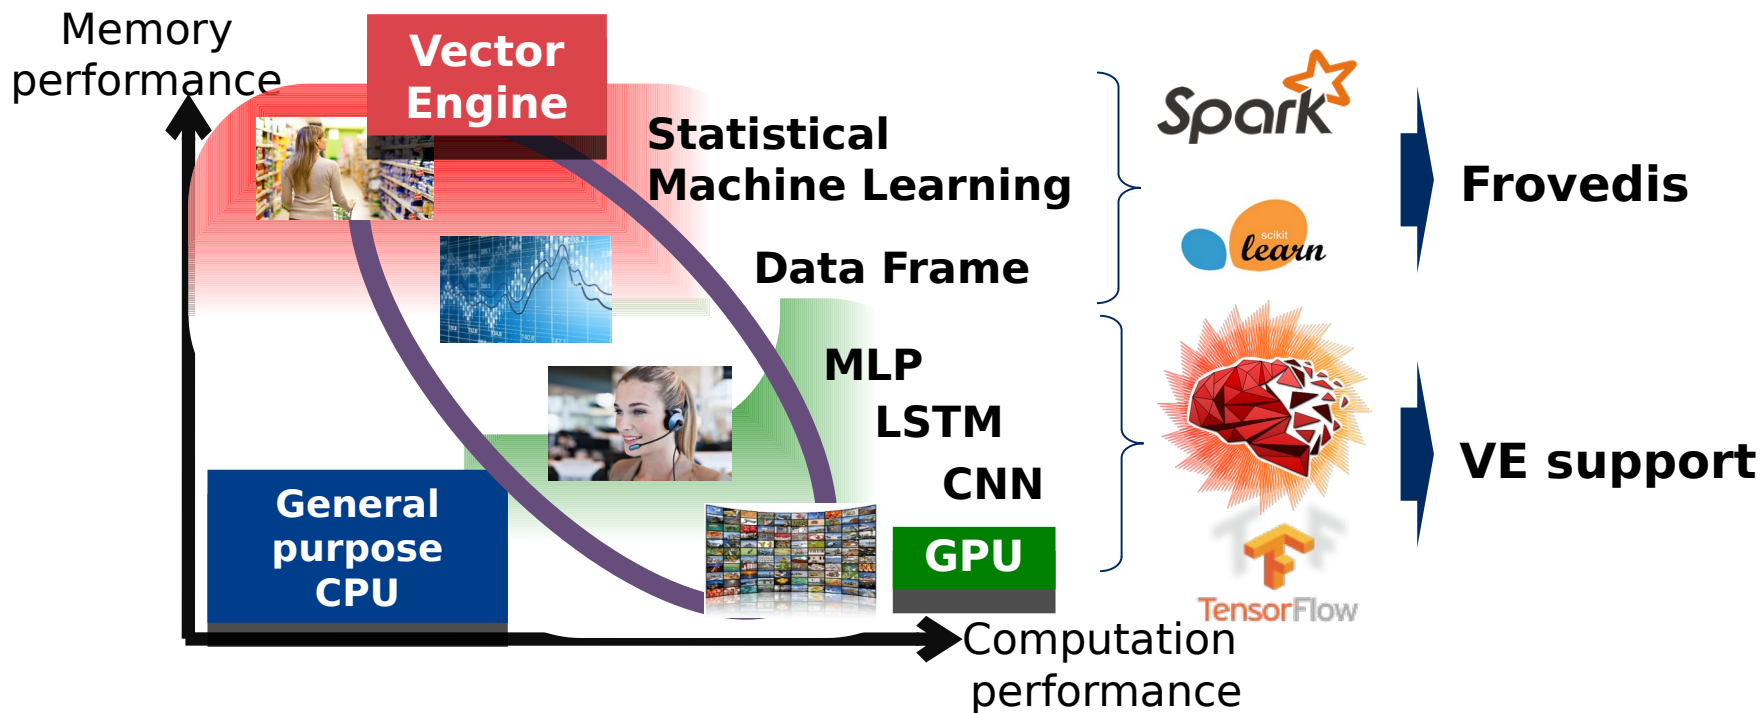 Memory
performance
Vector
Engine
Statistical
Machine Learning
Data Frame
MLP
LSTM
CNN
General
purpose
CPU
GPU
Computation
performance
Spark
scikit
learn
TensorFlow
Frovedis
VE support